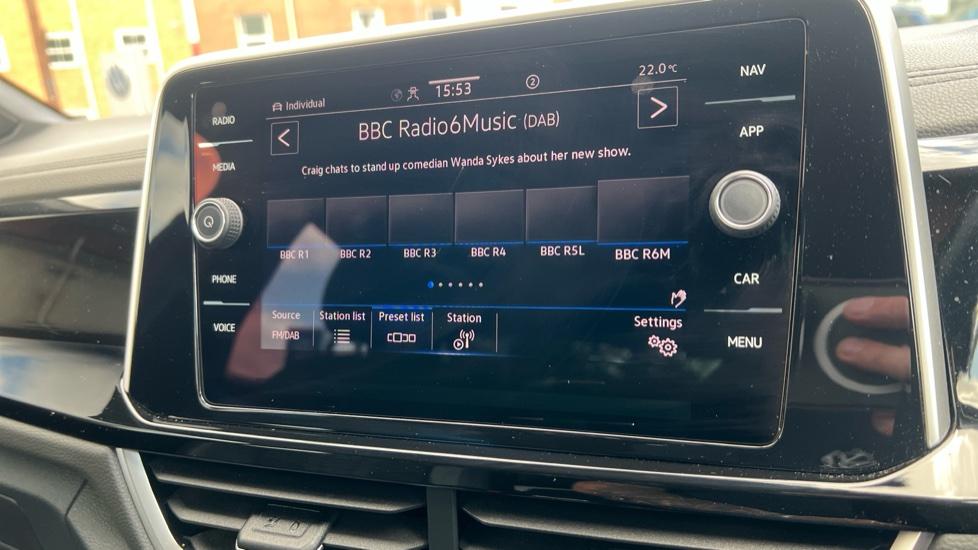 Individual 15:53 2 22.0°C
BBC Radio6Music (DAB)
Craig chats to stand up comedian Wanda Sykes about her new show.
BBC R1 BBC R2 BBC R3 BBC R4 BBC R5L BBC R6M
Source Station list Preset list Station Settings
FM/DAB
RADIO
MEDIA
PHONE
VOICE
NAV
APP
CAR
MENU